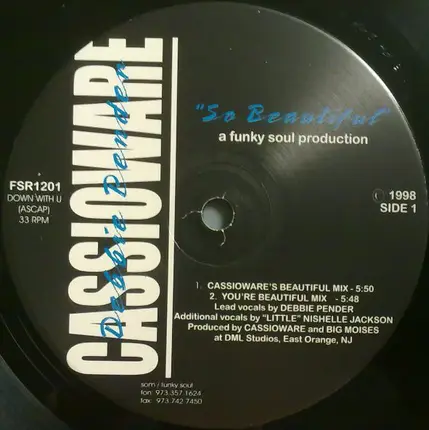 CASSIOWARE
Debbie Pender
"So Beautiful"
a funky soul production
FSR1201
DOWN WITH U
(ASCAP)
33 RPM
℗ 1998
SIDE 1
1. CASSIOWARE'S BEAUTIFUL MIX - 5:50
2. YOU'RE BEAUTIFUL MIX - 5:48
Lead vocals by DEBBIE PENDER
Additional vocals by "LITTLE" NISHELLE JACKSON
Produced by CASSIOWARE and BIG MOISES
at DML Studios, East Orange, NJ
som / funky soul
fon: 973.357.1624
fax: 973.742.7450